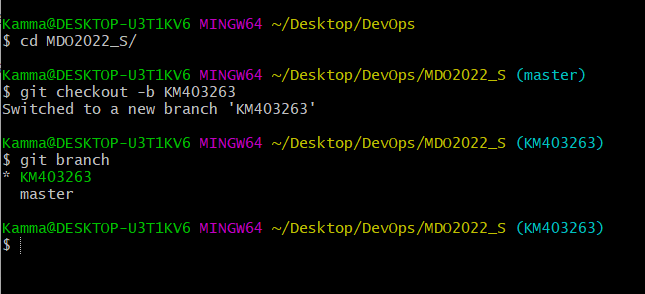 Kamma@DESKTOP-U3T1KV6 MINGW64 ~/Desktop/DevOps
$ cd MDO2022_S/
Kamma@DESKTOP-U3T1KV6 MINGW64 ~/Desktop/DevOps/MDO2022_S (master)
$ git checkout -b KM403263
Switched to a new branch 'KM403263'
Kamma@DESKTOP-U3T1KV6 MINGW64 ~/Desktop/DevOps/MDO2022_S (KM403263)
$ git branch
* KM403263
  master
Kamma@DESKTOP-U3T1KV6 MINGW64 ~/Desktop/DevOps/MDO2022_S (KM403263)
$